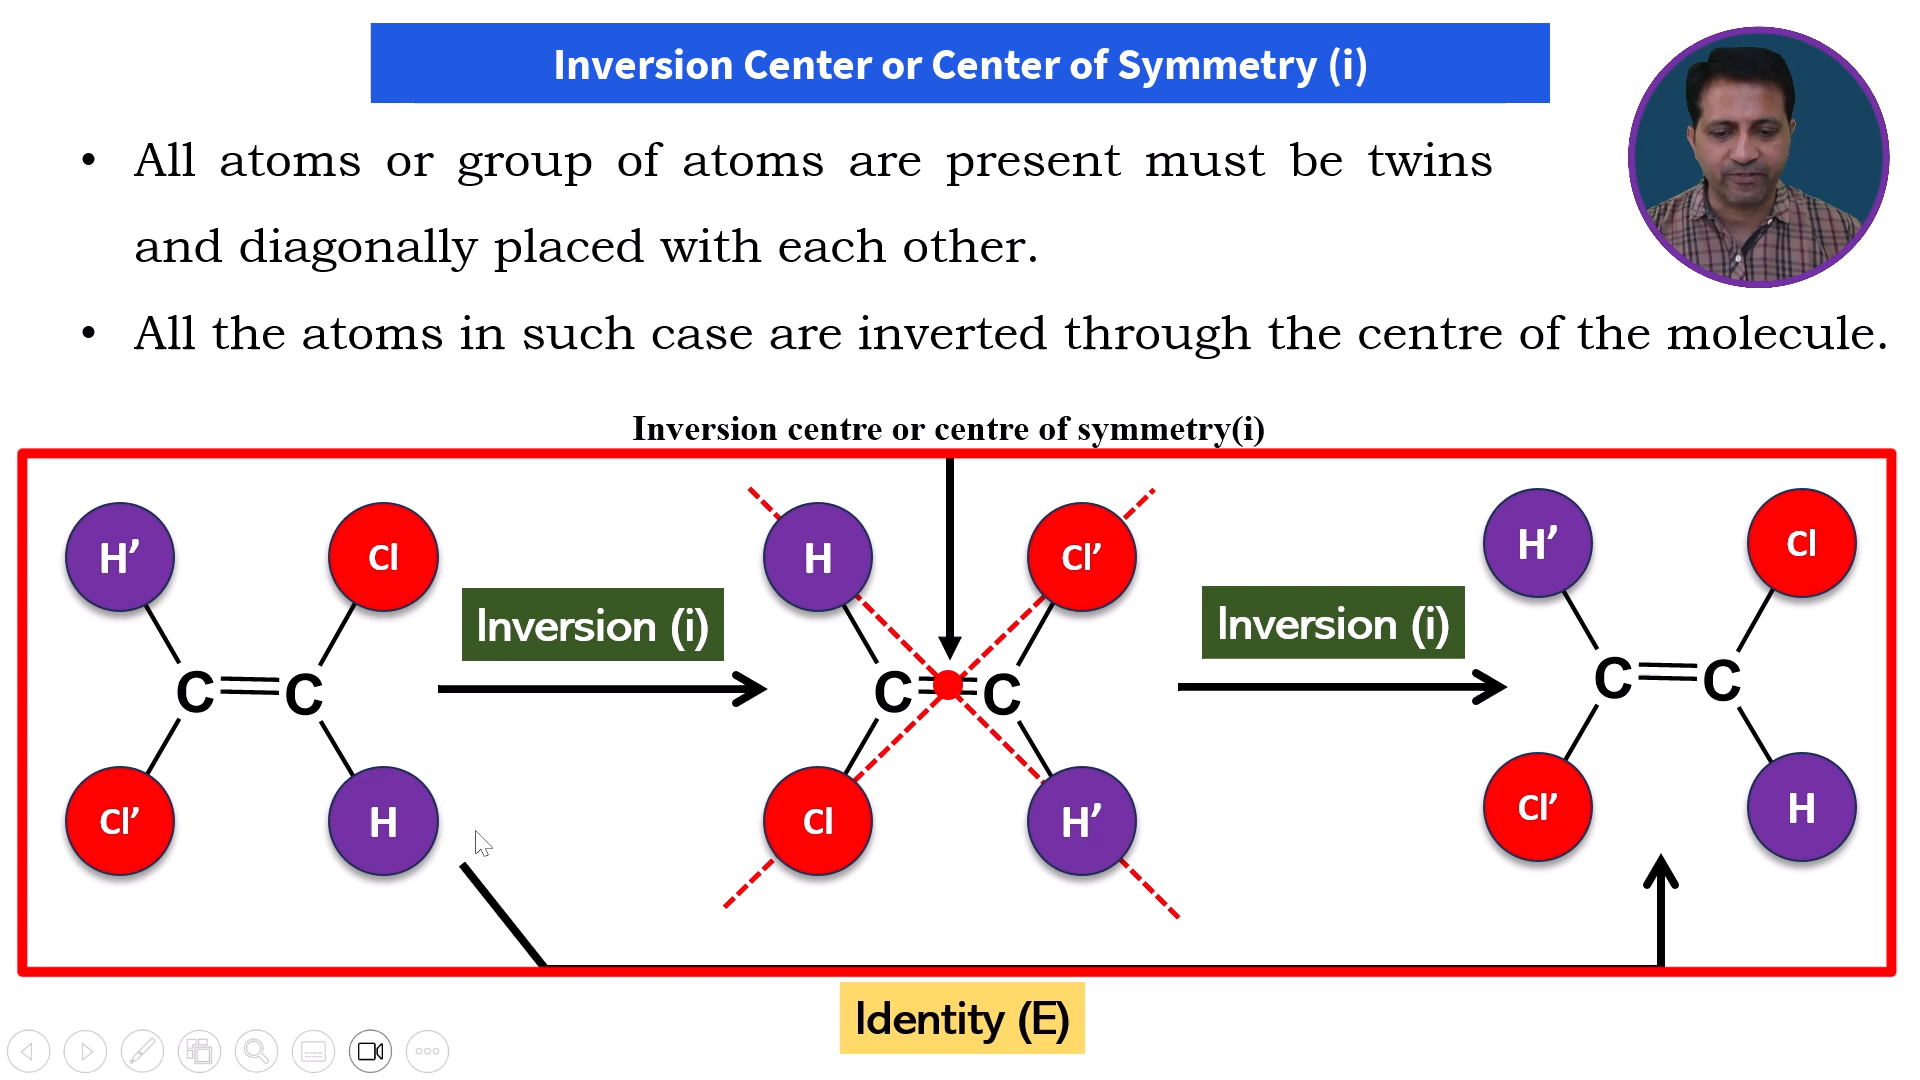 Inversion Center or Center of Symmetry (i)
• All atoms or group of atoms are present must be twins
and diagonally placed with each other.
• All the atoms in such case are inverted through the centre of the molecule.
Inversion centre or centre of symmetry(i)
H’ Cl
C C
Cl’ H
Inversion (i)
H Cl’
C C
Cl H’
Inversion (i)
H’ Cl
C C
Cl’ H
Identity (E)